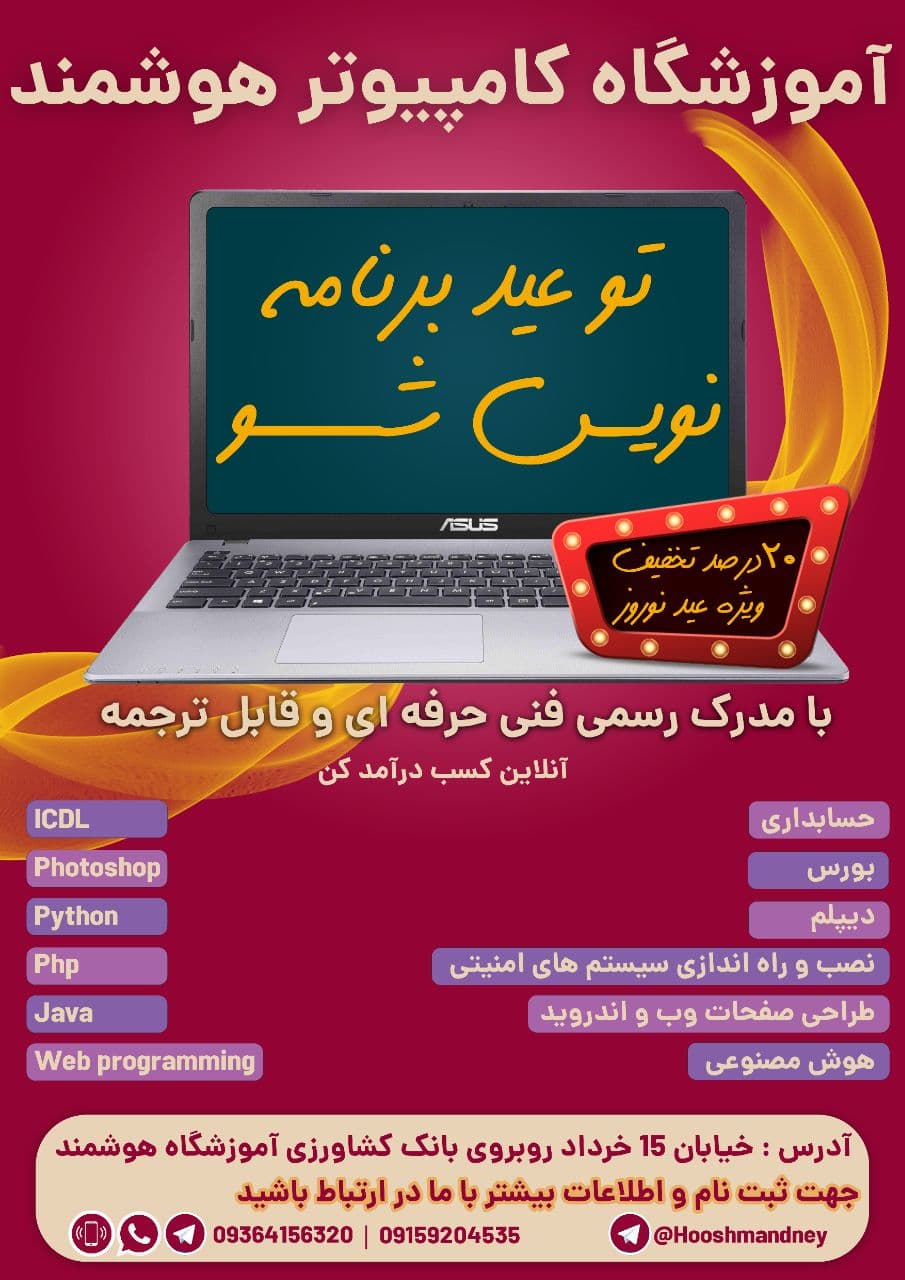 آموزشگاه کامپیوتر هوشمند
تو عید برنامه
نویس شو
ASUS
۲۰ درصد تخفیف
ویژه عید نوروز
با مدرک رسمی فنی حرفه ای و قابل ترجمه
آنلاین کسب درآمد کن
حسابداری
بورس
دیپلم
نصب و راه اندازی سیستم های امنیتی
طراحی صفحات وب و اندروید
هوش مصنوعی
ICDL
Photoshop
Python
Php
Java
Web programming
آدرس : خیابان 15 خرداد روبروی بانک کشاورزی آموزشگاه هوشمند
جهت ثبت نام و اطلاعات بیشتر با ما در ارتباط باشید
09364156320 | 09159204535 @Hooshmandney